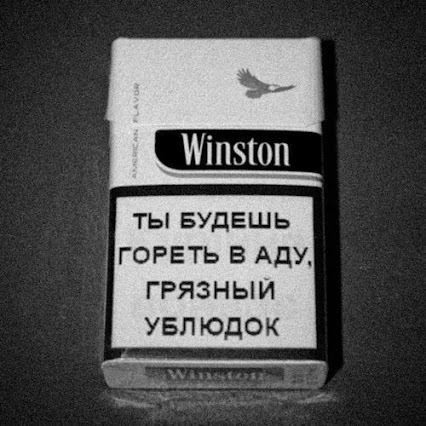 AMERICAN FLAVOR
Winston
ТЫ БУДЕШЬ
ГОРЕТЬ В АДУ,
ГРЯЗНЫЙ
УБЛЮДОК
Winston